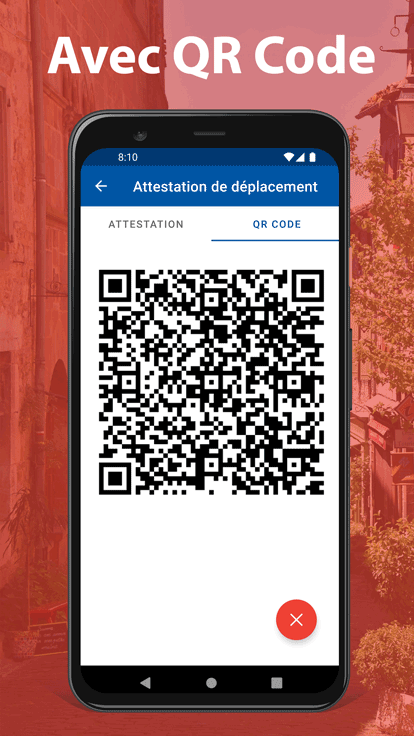 Avec QR Code
8:10
Attestation de déplacement
ATTESTATION
QR CODE